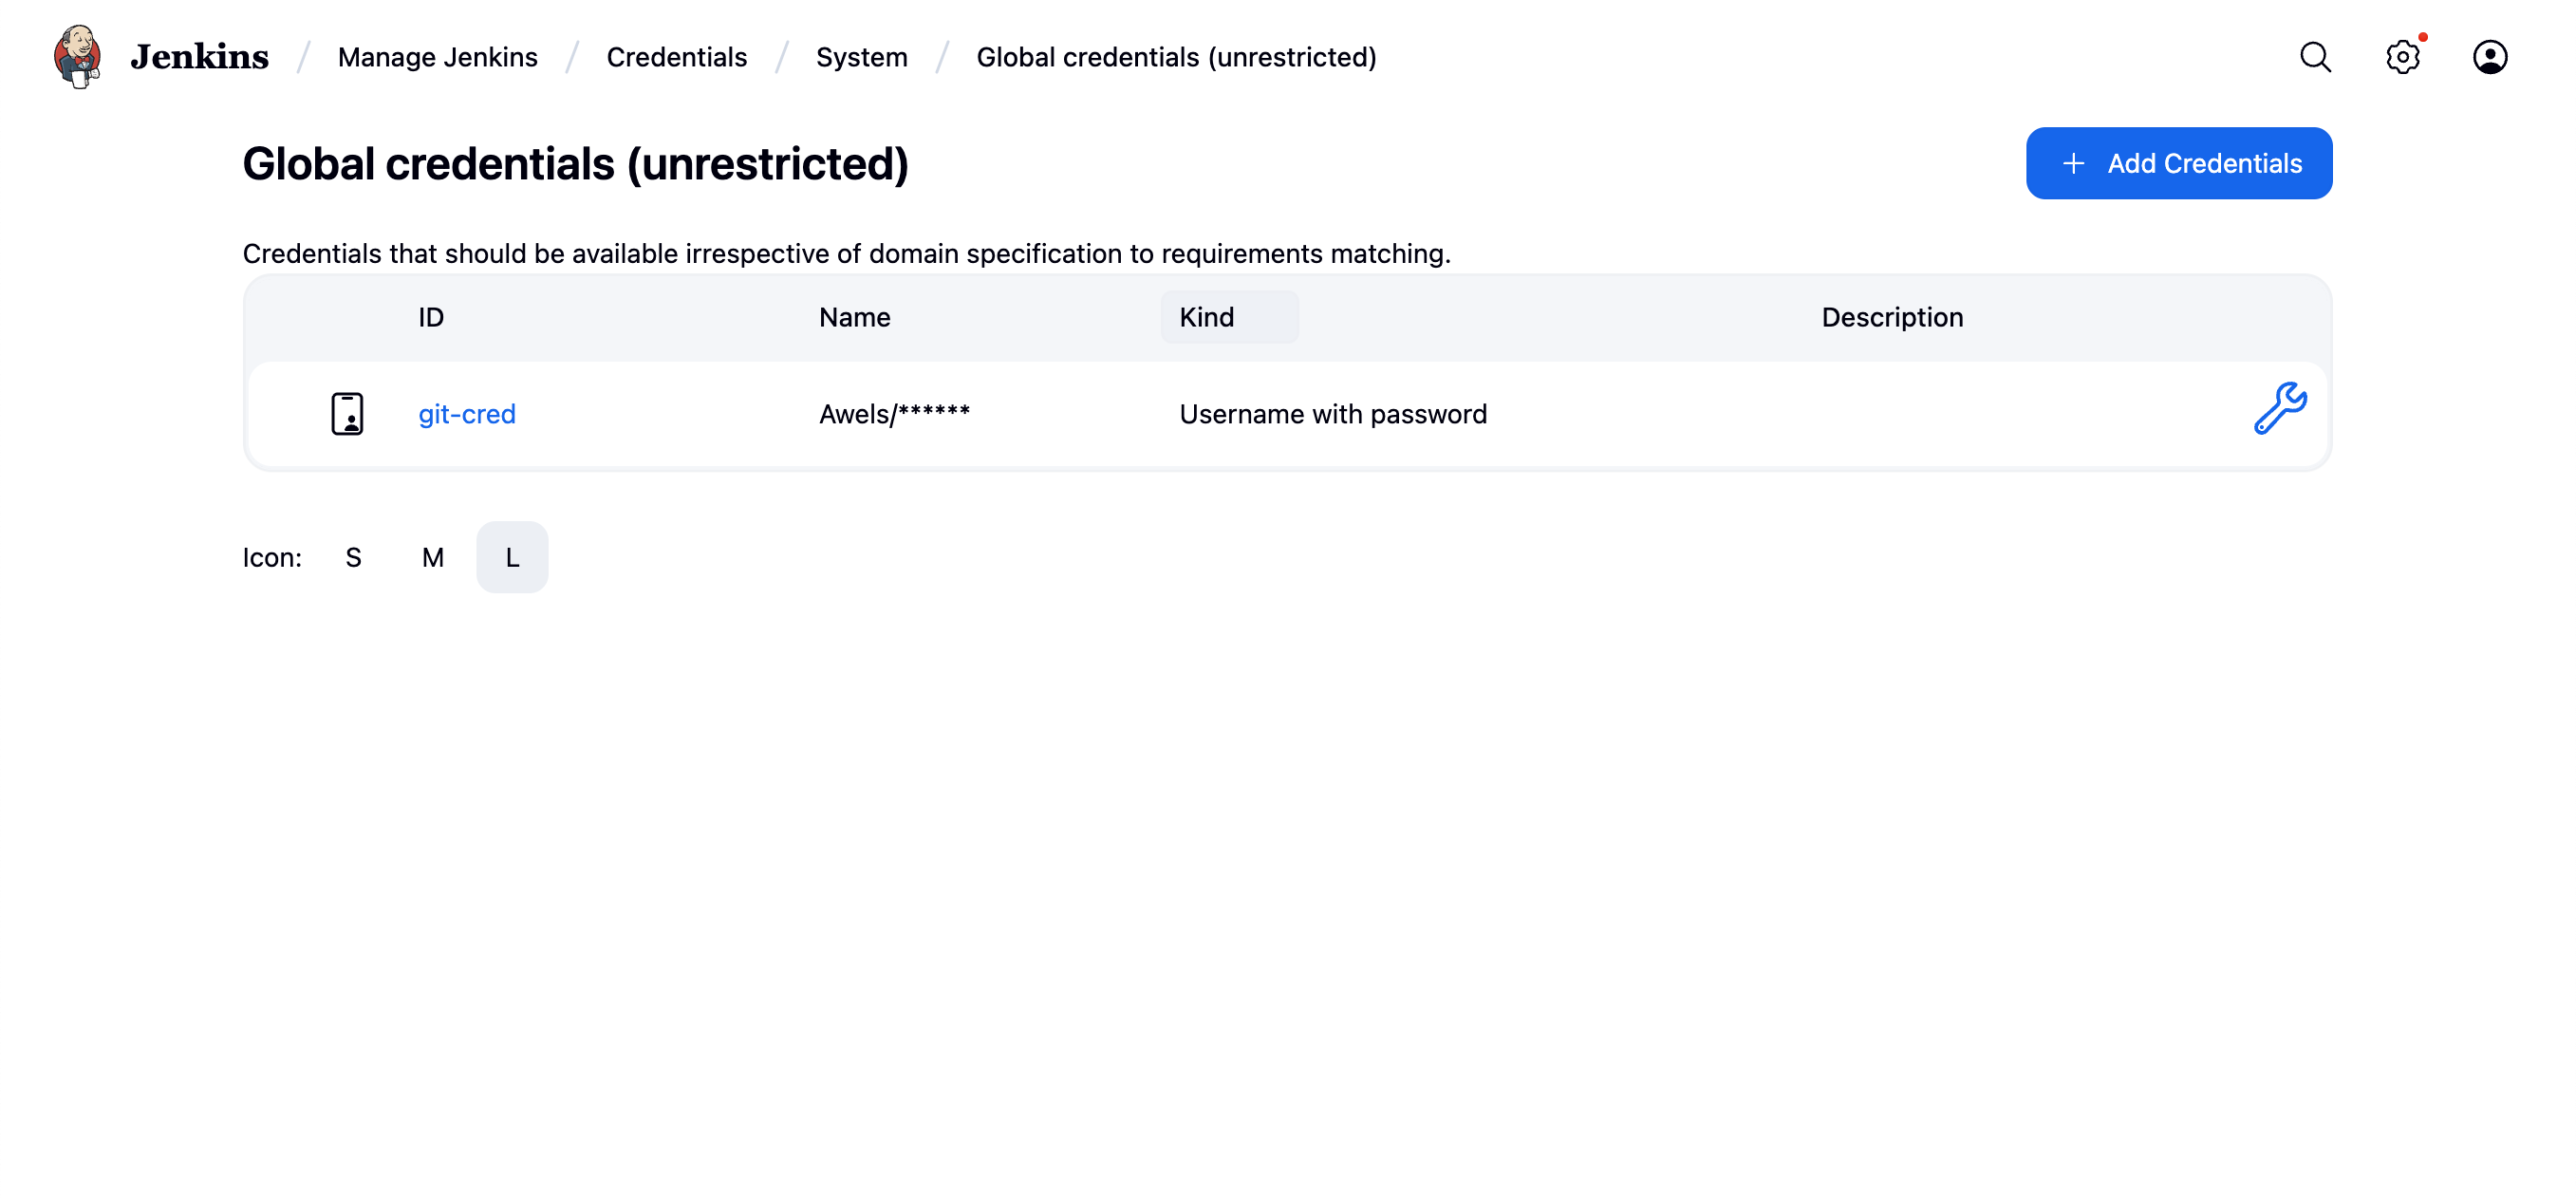 Jenkins / Manage Jenkins / Credentials / System / Global credentials (unrestricted)
Global credentials (unrestricted)
+ Add Credentials
Credentials that should be available irrespective of domain specification to requirements matching.
ID Name Kind Description
git-cred Awels/****** Username with password
Icon: S M L